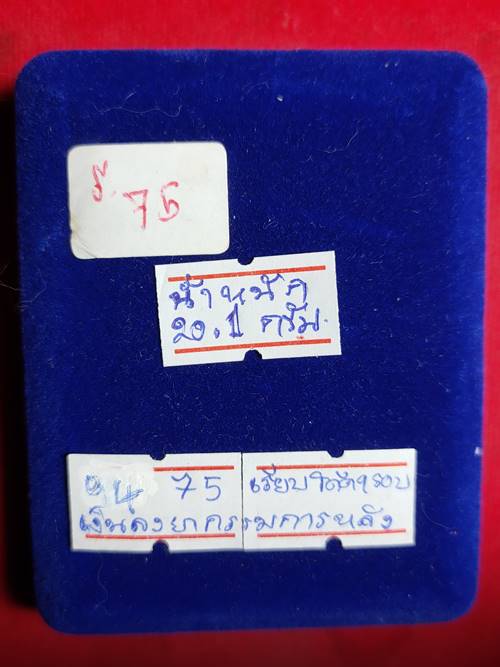 75
น้ำหนัก
20.1 กรัม.
75
เงินลงยากรรมการหลัง